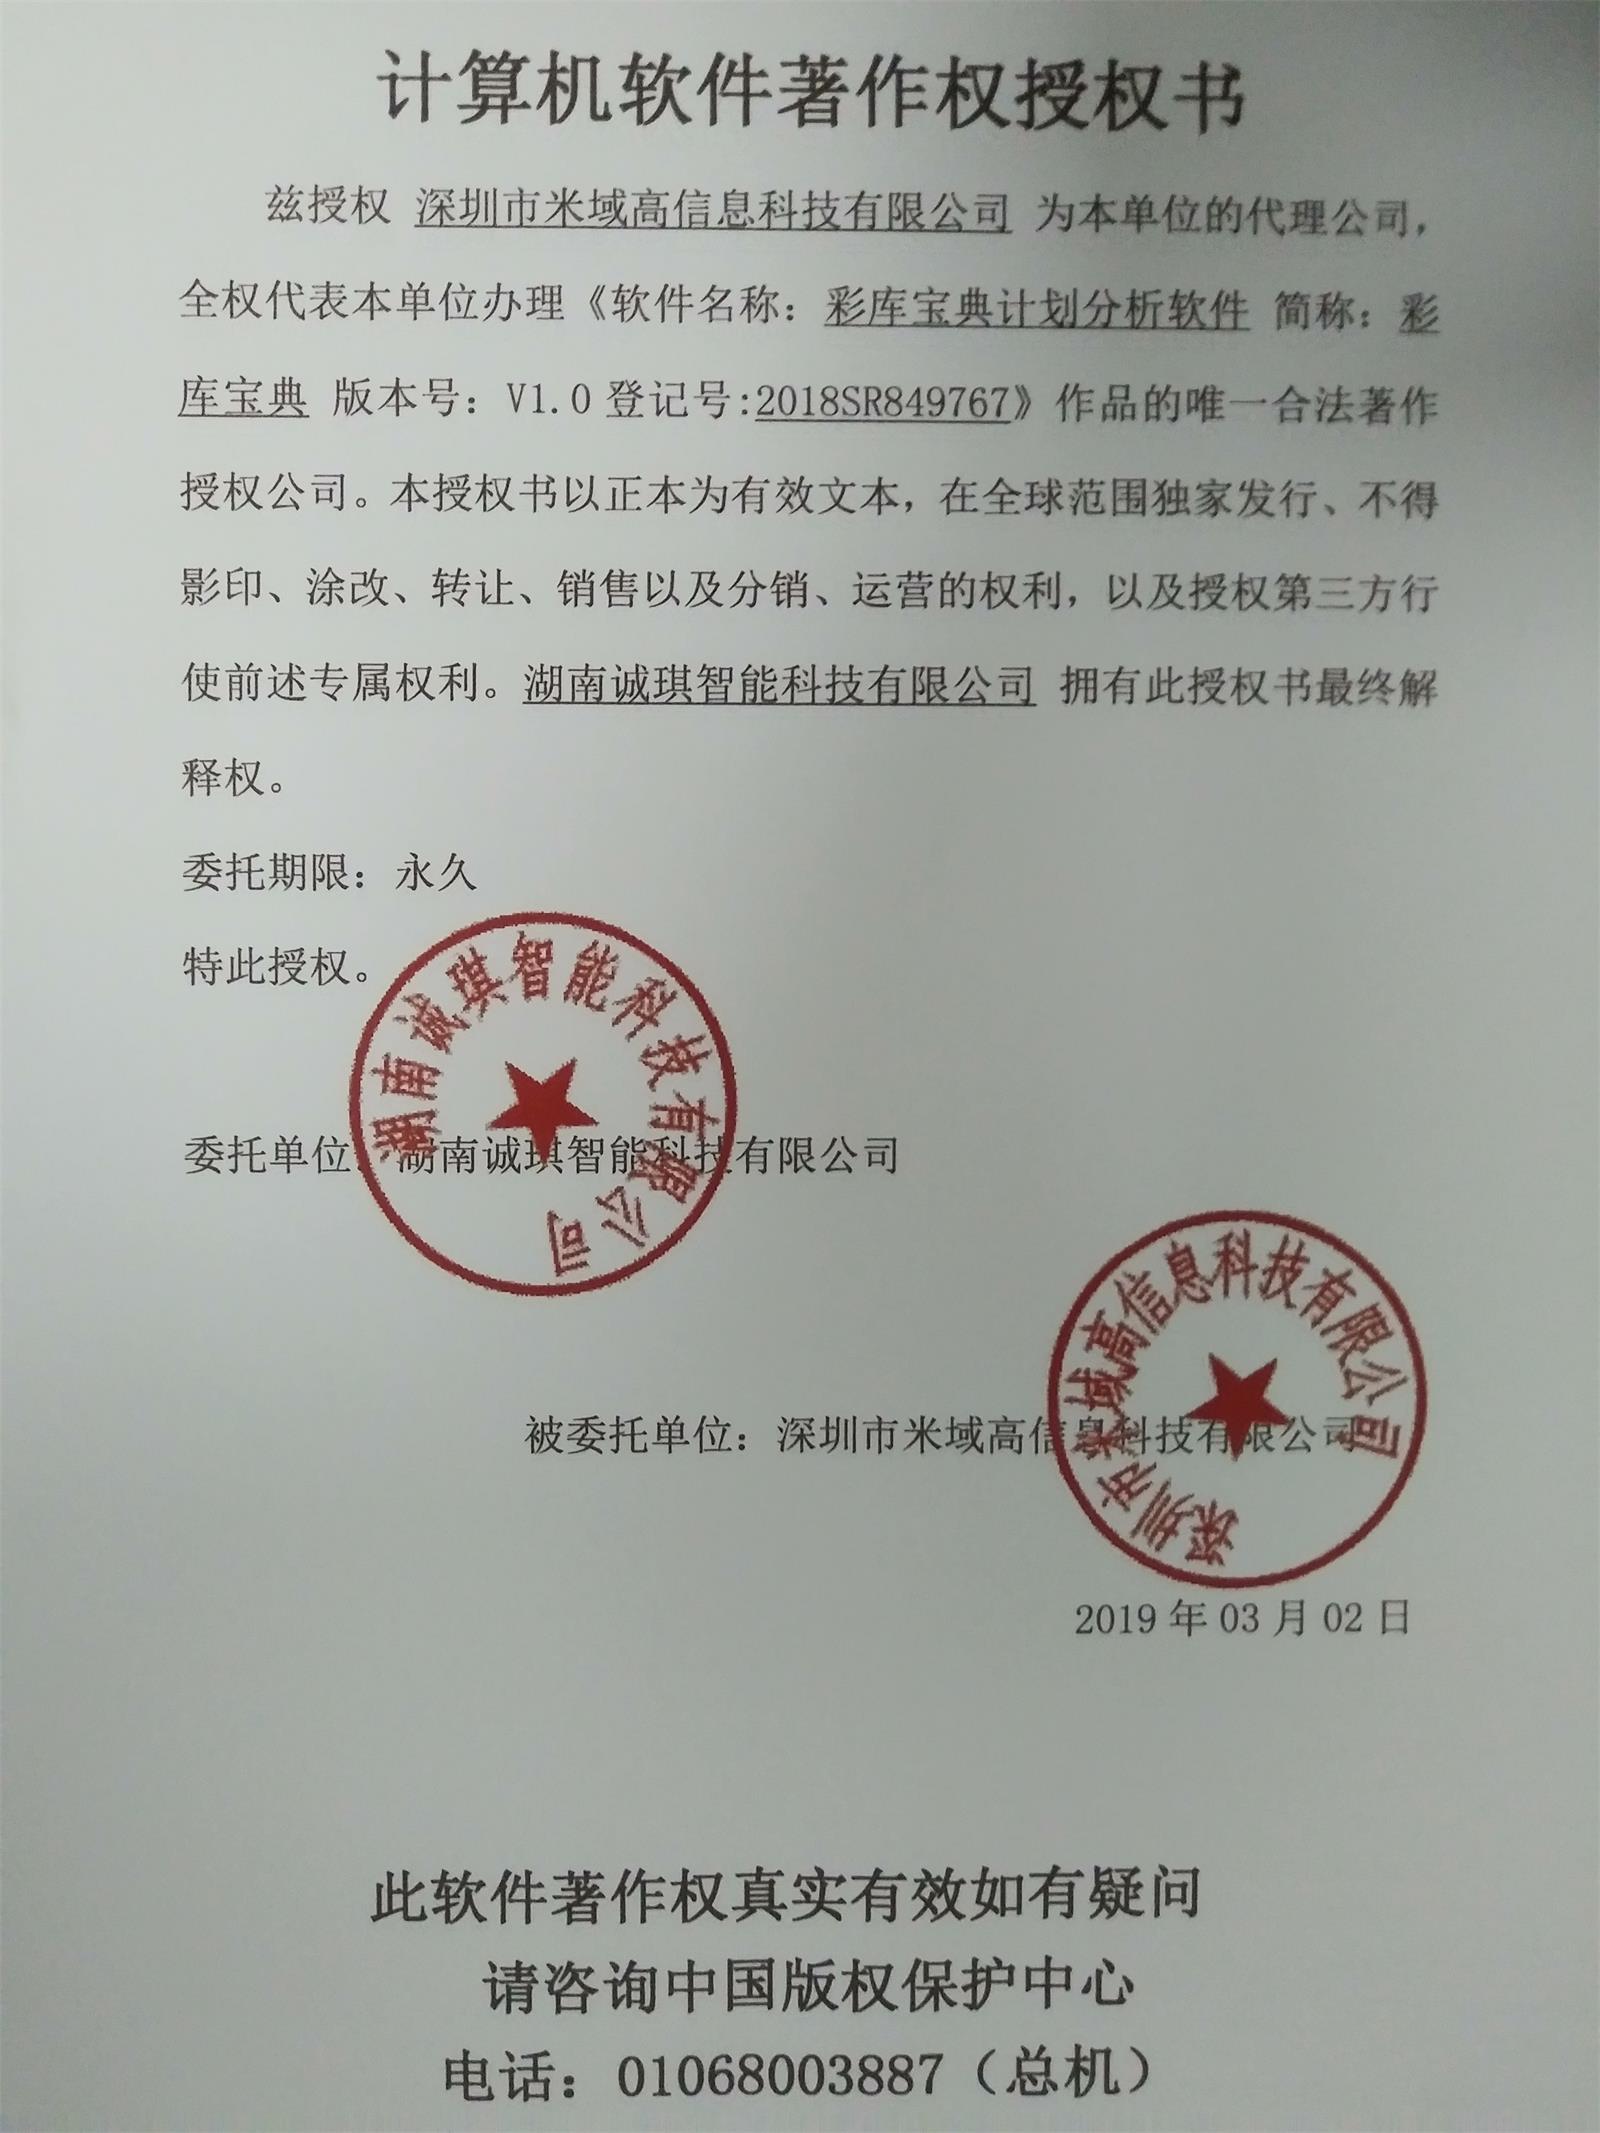 计算机软件著作权授权书
兹授权 深圳市米域高信息科技有限公司 为本单位的代理公司，
全权代表本单位办理《软件名称：彩库宝典计划分析软件 简称：彩
库宝典 版本号：V1.0 登记号:2018SR849767》作品的唯一合法著作
授权公司。本授权书以正本为有效文本，在全球范围独家发行、不得
影印、涂改、转让、销售以及分销、运营的权利，以及授权第三方行
使前述专属权利。湖南诚琪智能科技有限公司 拥有此授权书最终解
释权。
委托期限：永久
特此授权。
湖南诚琪智能科技有限公司
委托单位：湖南诚琪智能科技有限公司
深圳市米域高信息科技有限公司
被委托单位：深圳市米域高信息科技有限公司
2019 年 03 月 02 日
此软件著作权真实有效如有疑问
请咨询中国版权保护中心
电话：01068003887（总机）